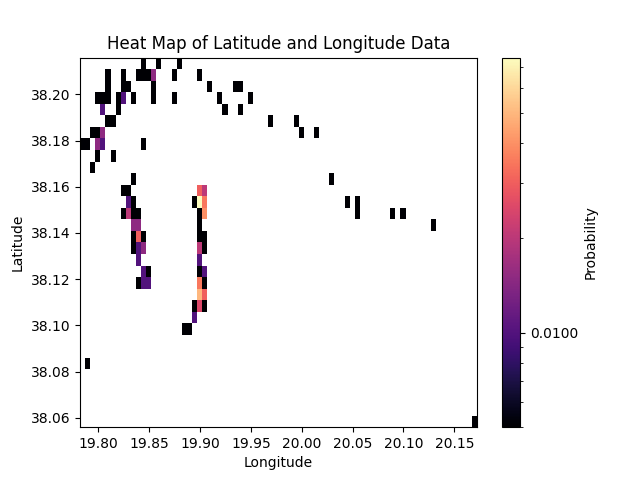 Heat Map of Latitude and Longitude Data
38.20
38.18
38.16
38.14
38.12
38.10
38.08
38.06
Latitude
19.80 19.85 19.90 19.95 20.00 20.05 20.10 20.15
Longitude
0.0100
Probability